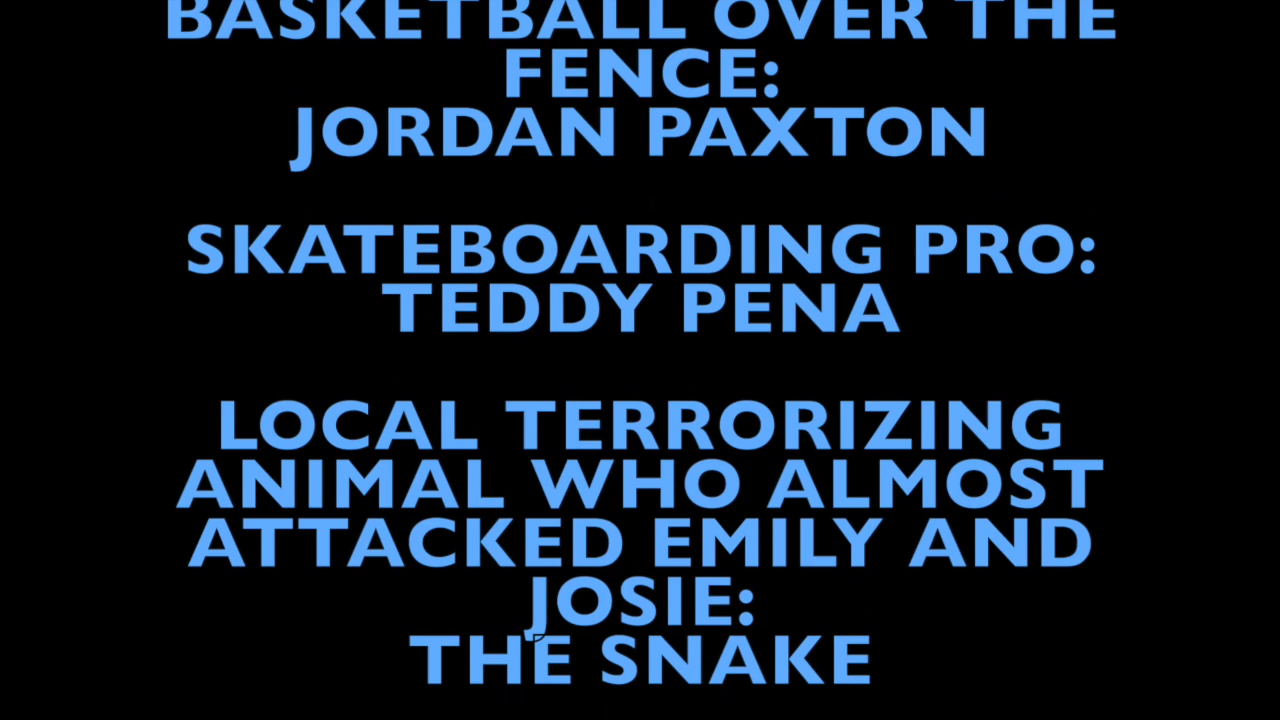 BASKETBALL OVER THE
FENCE:
JORDAN PAXTON
SKATEBOARDING PRO:
TEDDY PENA
LOCAL TERRORIZING
ANIMAL WHO ALMOST
ATTACKED EMILY AND
JOSIE:
THE SNAKE